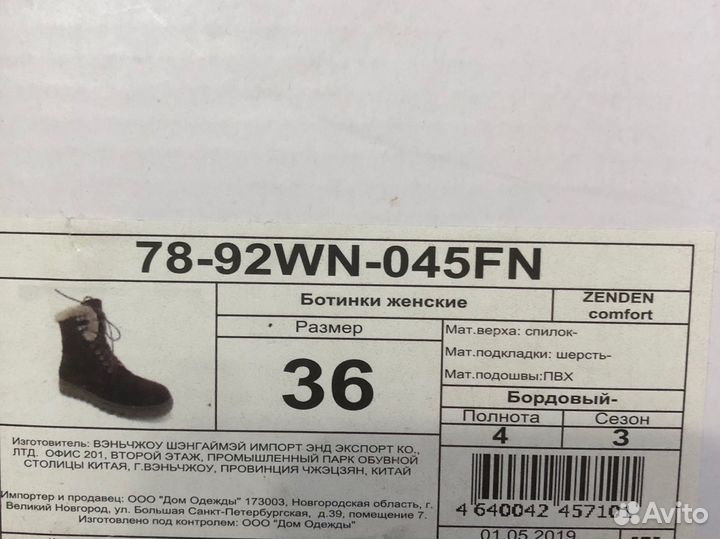 78-92WN-045FN
Ботинки женские
ZENDEN
comfort
Размер
36
Мат.верха: спилок-
Мат.подкладки: шерсть-
Мат.подошвы:ПВХ
Бордовый-
Полнота
Сезон
4
3
Изготовитель: ВЭНЬЧЖОУ ШЭНГАЙМЭЙ ИМПОРТ ЭНД ЭКСПОРТ КО.,
ЛТД. ОФИС 201, ВТОРОЙ ЭТАЖ, ПРОМЫШЛЕННЫЙ ПАРК ОБУВНОЙ
СТОЛИЦЫ КИТАЯ, Г.ВЭНЬЧЖОУ, ПРОВИНЦИЯ ЧЖЭЦЗЯН, КИТАЙ
Импортер и продавец: ООО "Дом Одежды" 173003, Новгородская область, г.
Великий Новгород, ул. Большая Санкт-Петербургская, д.39, помещение 7.
Изготовлено под контролем: ООО "Дом Одежды"
4 640042 45710
01.05.2019
Avito